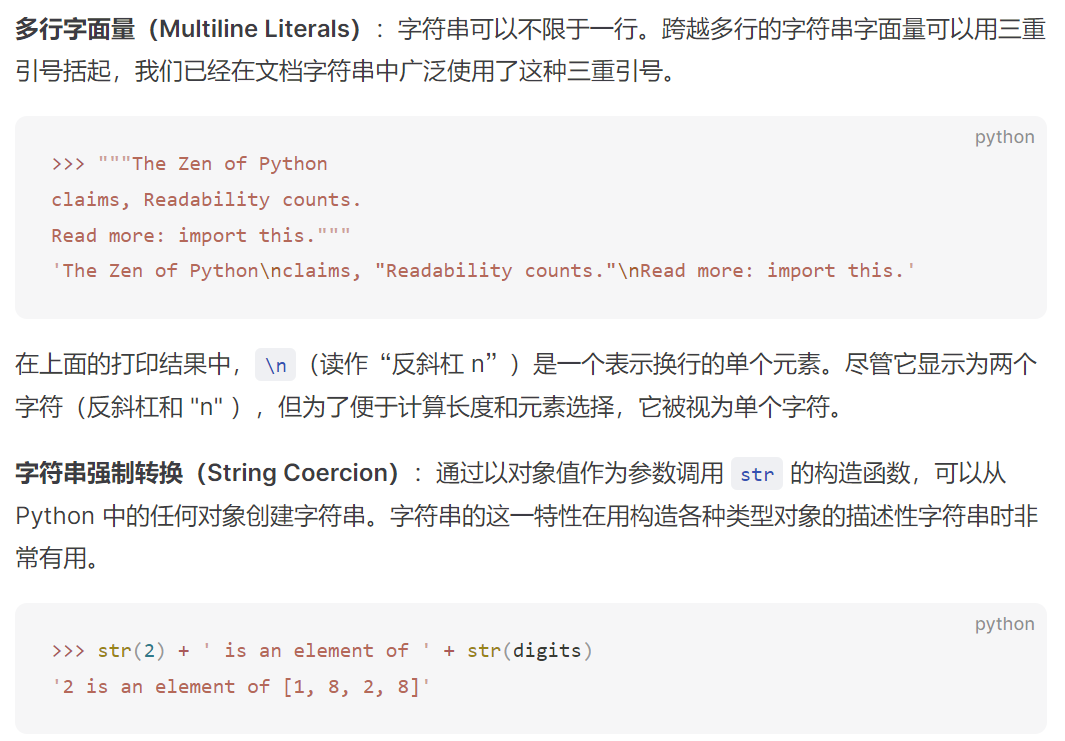 多行字面量（Multiline Literals）：字符串可以不限于一行。跨越多行的字符串字面量可以用三重
引号括起，我们已经在文档字符串中广泛使用了这种三重引号。
python
>>> """The Zen of Python
claims, Readability counts.
Read more: import this."""
'The Zen of Python\nclaims, "Readability counts."\nRead more: import this.'
在上面的打印结果中，\n（读作“反斜杠 n”）是一个表示换行的单个元素。尽管它显示为两个
字符（反斜杠和 "n" ），但为了便于计算长度和元素选择，它被视为单个字符。
字符串强制转换（String Coercion）：通过以对象值作为参数调用 str 的构造函数，可以从
Python 中的任何对象创建字符串。字符串的这一特性在用构造各种类型对象的描述性字符串时非
常有用。
python
>>> str(2) + ' is an element of ' + str(digits)
'2 is an element of [1, 8, 2, 8]'